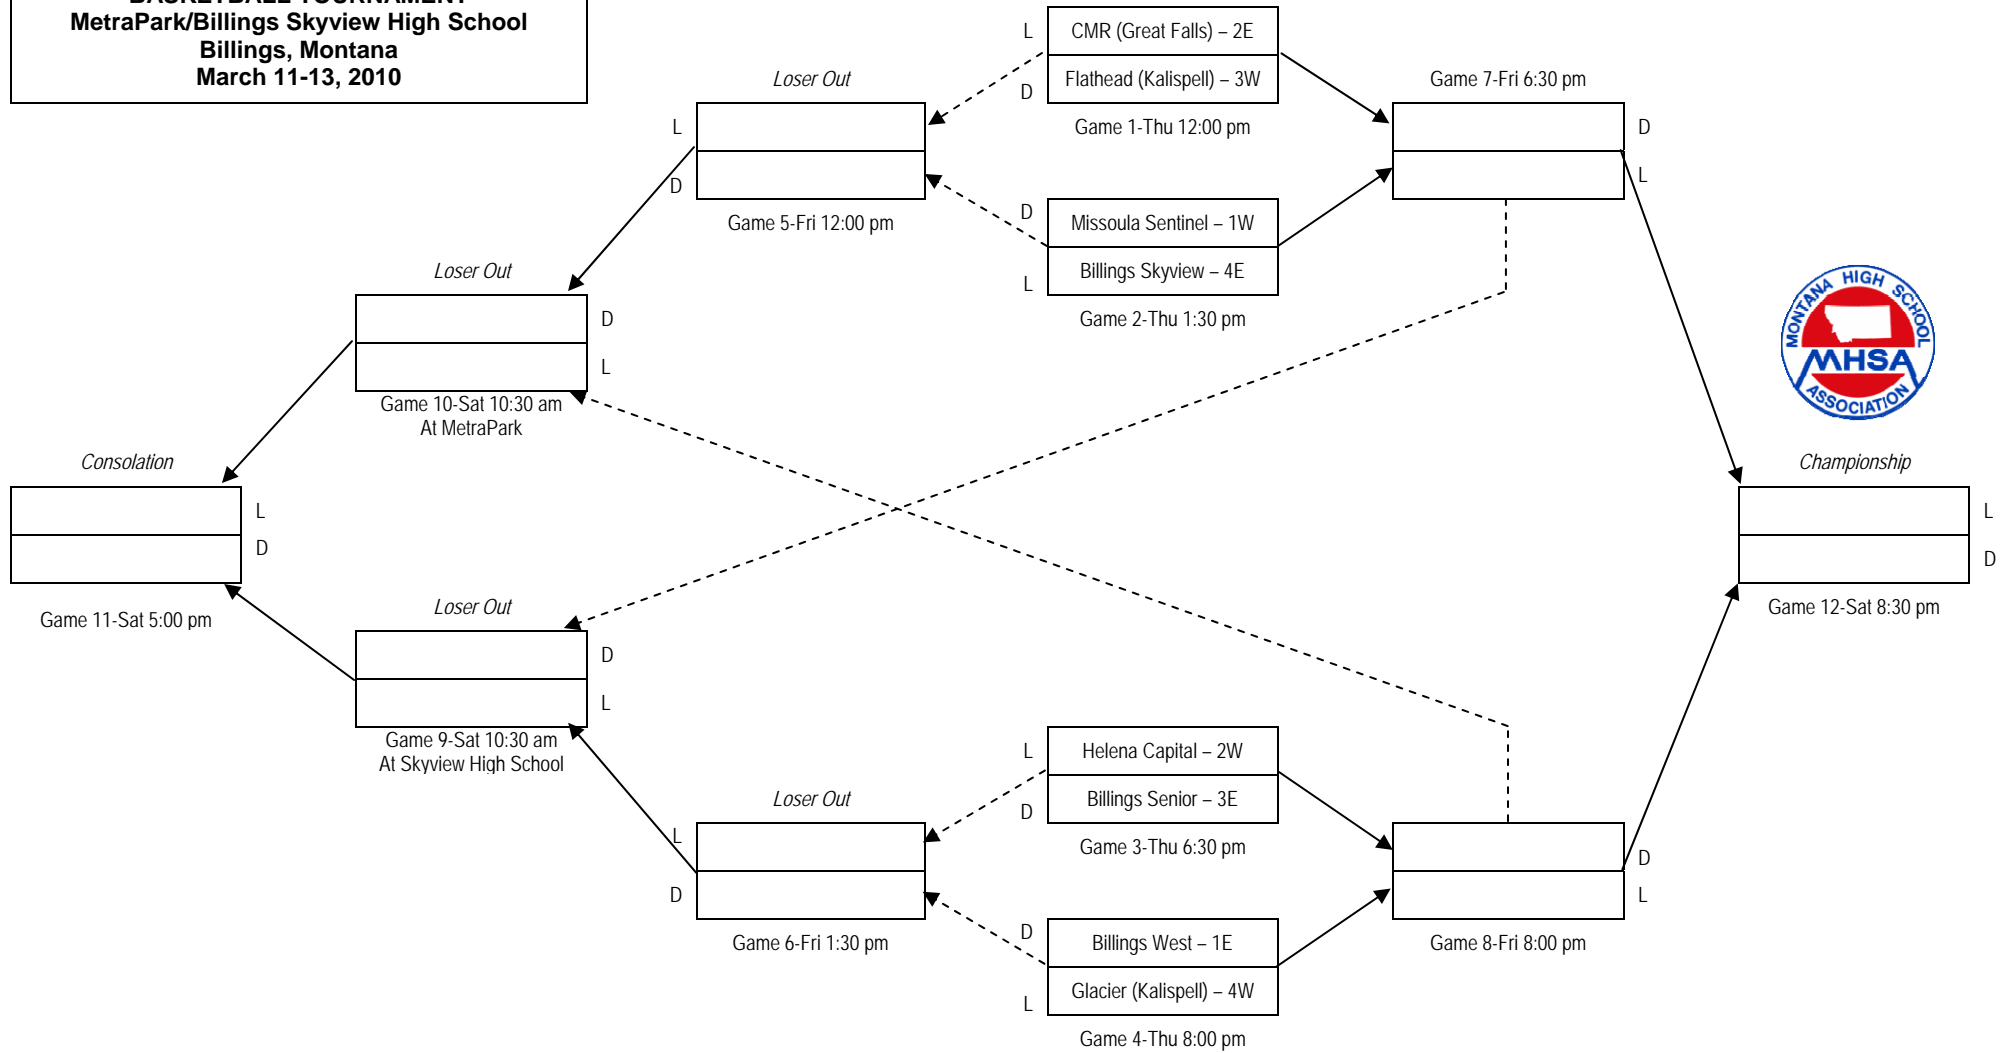 BASKETBALL TOURNAMENT
MetraPark/Billings Skyview High School
Billings, Montana
March 11-13, 2010
L
CMR (Great Falls) – 2E
D
Flathead (Kalispell) – 3W
Game 1-Thu 12:00 pm
Loser Out
L
D
Game 5-Fri 12:00 pm
Game 7-Fri 6:30 pm
D
L
D
Missoula Sentinel – 1W
L
Billings Skyview – 4E
Game 2-Thu 1:30 pm
Loser Out
D
L
Game 10-Sat 10:30 am
At MetraPark
MONTANA HIGH SCHOOL
MHSA
ASSOCIATION
Consolation
L
D
Game 11-Sat 5:00 pm
Championship
L
D
Game 12-Sat 8:30 pm
Loser Out
D
L
Game 9-Sat 10:30 am
At Skyview High School
L
Helena Capital – 2W
D
Billings Senior – 3E
Game 3-Thu 6:30 pm
Loser Out
L
D
Game 6-Fri 1:30 pm
D
L
Game 8-Fri 8:00 pm
D
Billings West – 1E
L
Glacier (Kalispell) – 4W
Game 4-Thu 8:00 pm